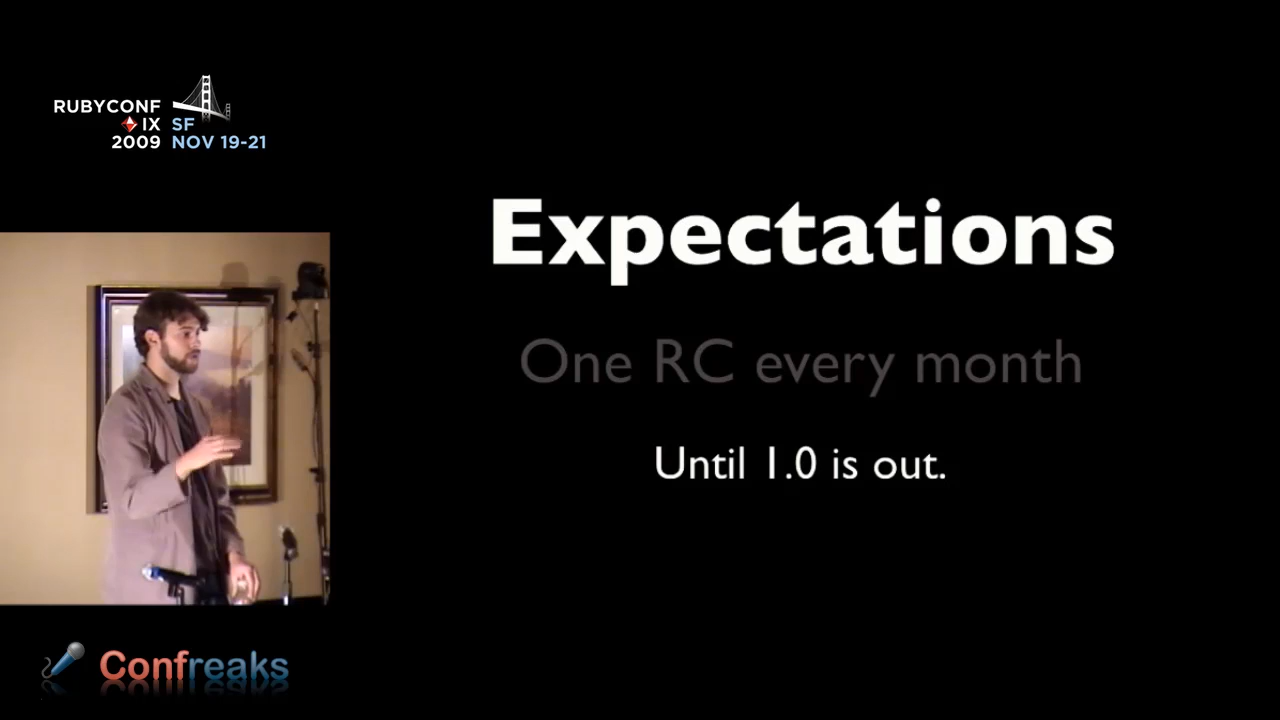 RUBYCONF
IX SF
2009 NOV 19-21
Expectations
One RC every month
Until 1.0 is out.
Confreaks